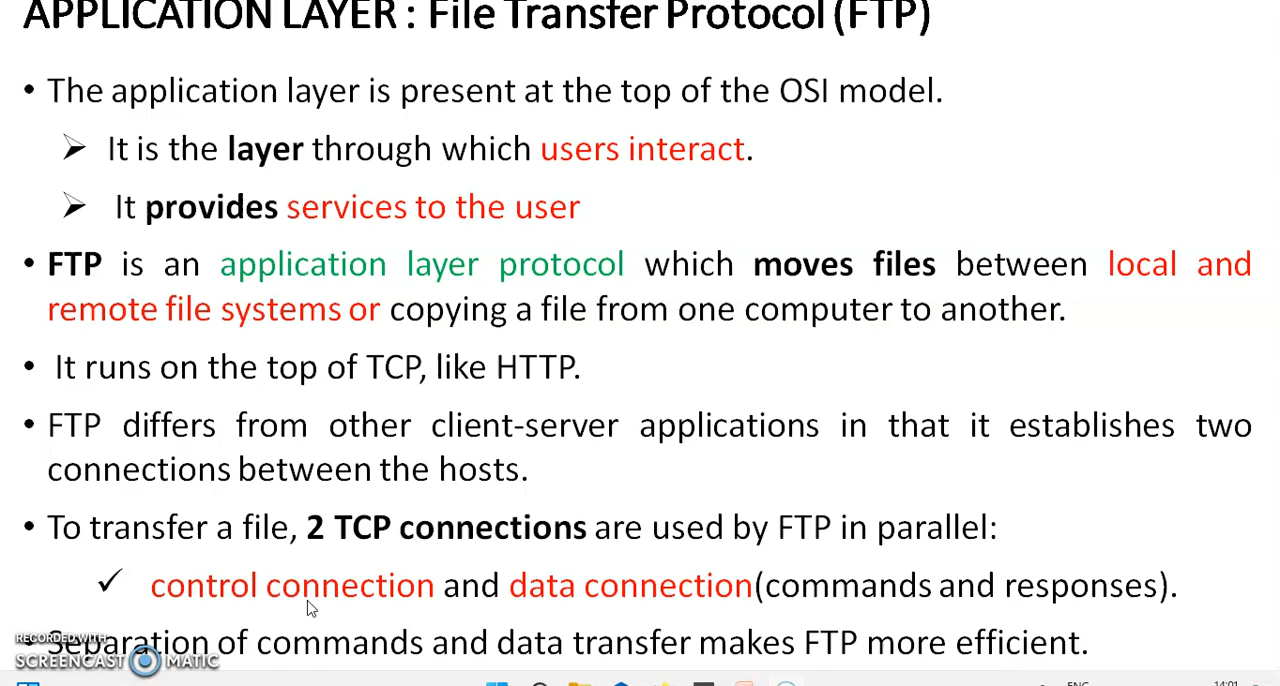 APPLICATION LAYER : File Transfer Protocol (FTP)
• The application layer is present at the top of the OSI model.
➢ It is the layer through which users interact.
➢ It provides services to the user
• FTP is an application layer protocol which moves files between local and
remote file systems or copying a file from one computer to another.
• It runs on the top of TCP, like HTTP.
• FTP differs from other client-server applications in that it establishes two
connections between the hosts.
• To transfer a file, 2 TCP connections are used by FTP in parallel:
✓ control connection and data connection(commands and responses).
• Separation of commands and data transfer makes FTP more efficient.
RECORDED WITH
SCREENCAST MATIC
ENG
14:01